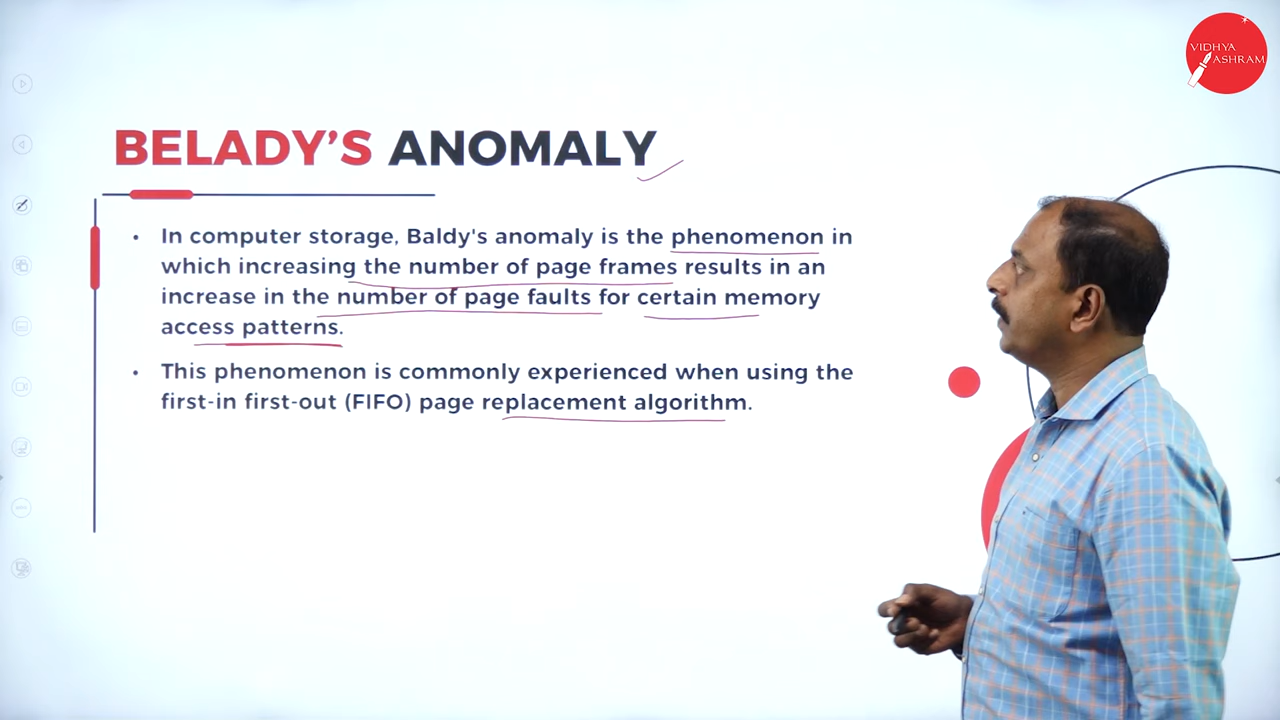 VIDHYA
ASHRAM
BELADY'S ANOMALY
• In computer storage, Baldy's anomaly is the phenomenon in
which increasing the number of page frames results in an
increase in the number of page faults for certain memory
access patterns.
• This phenomenon is commonly experienced when using the
first-in first-out (FIFO) page replacement algorithm.